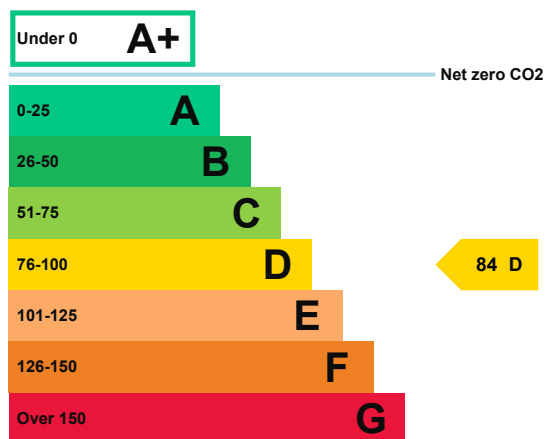 Under 0 A+
Net zero CO2
0-25 A
26-50 B
51-75 C
76-100 D
84 D
101-125 E
126-150 F
Over 150 G